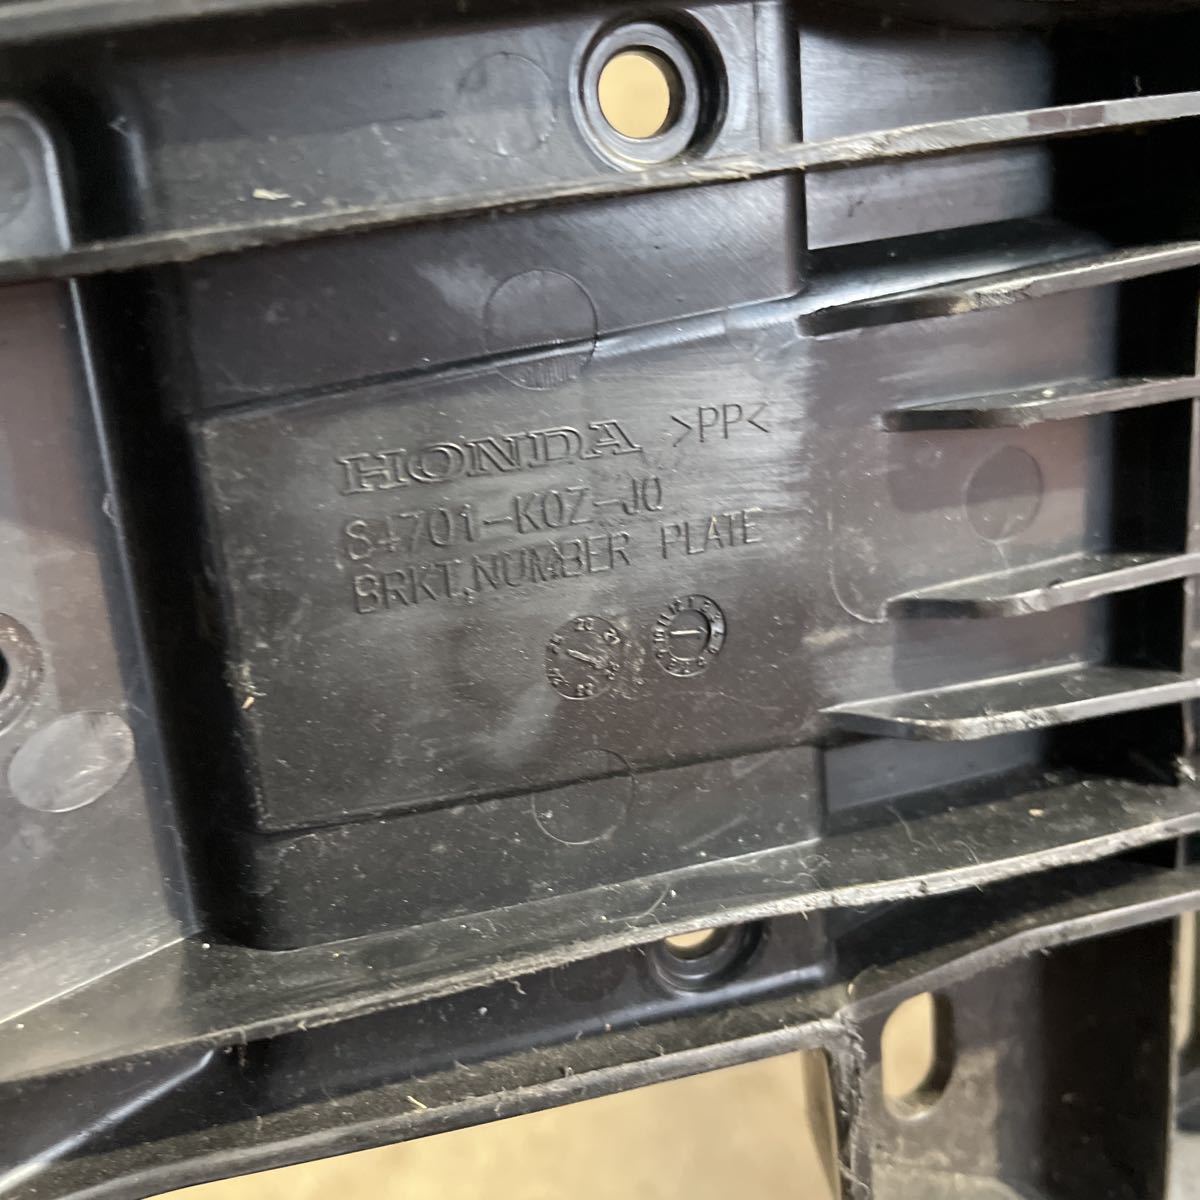 HONDA >PP<
84701-K0Z-J0
BRKT,NUMBER PLATE